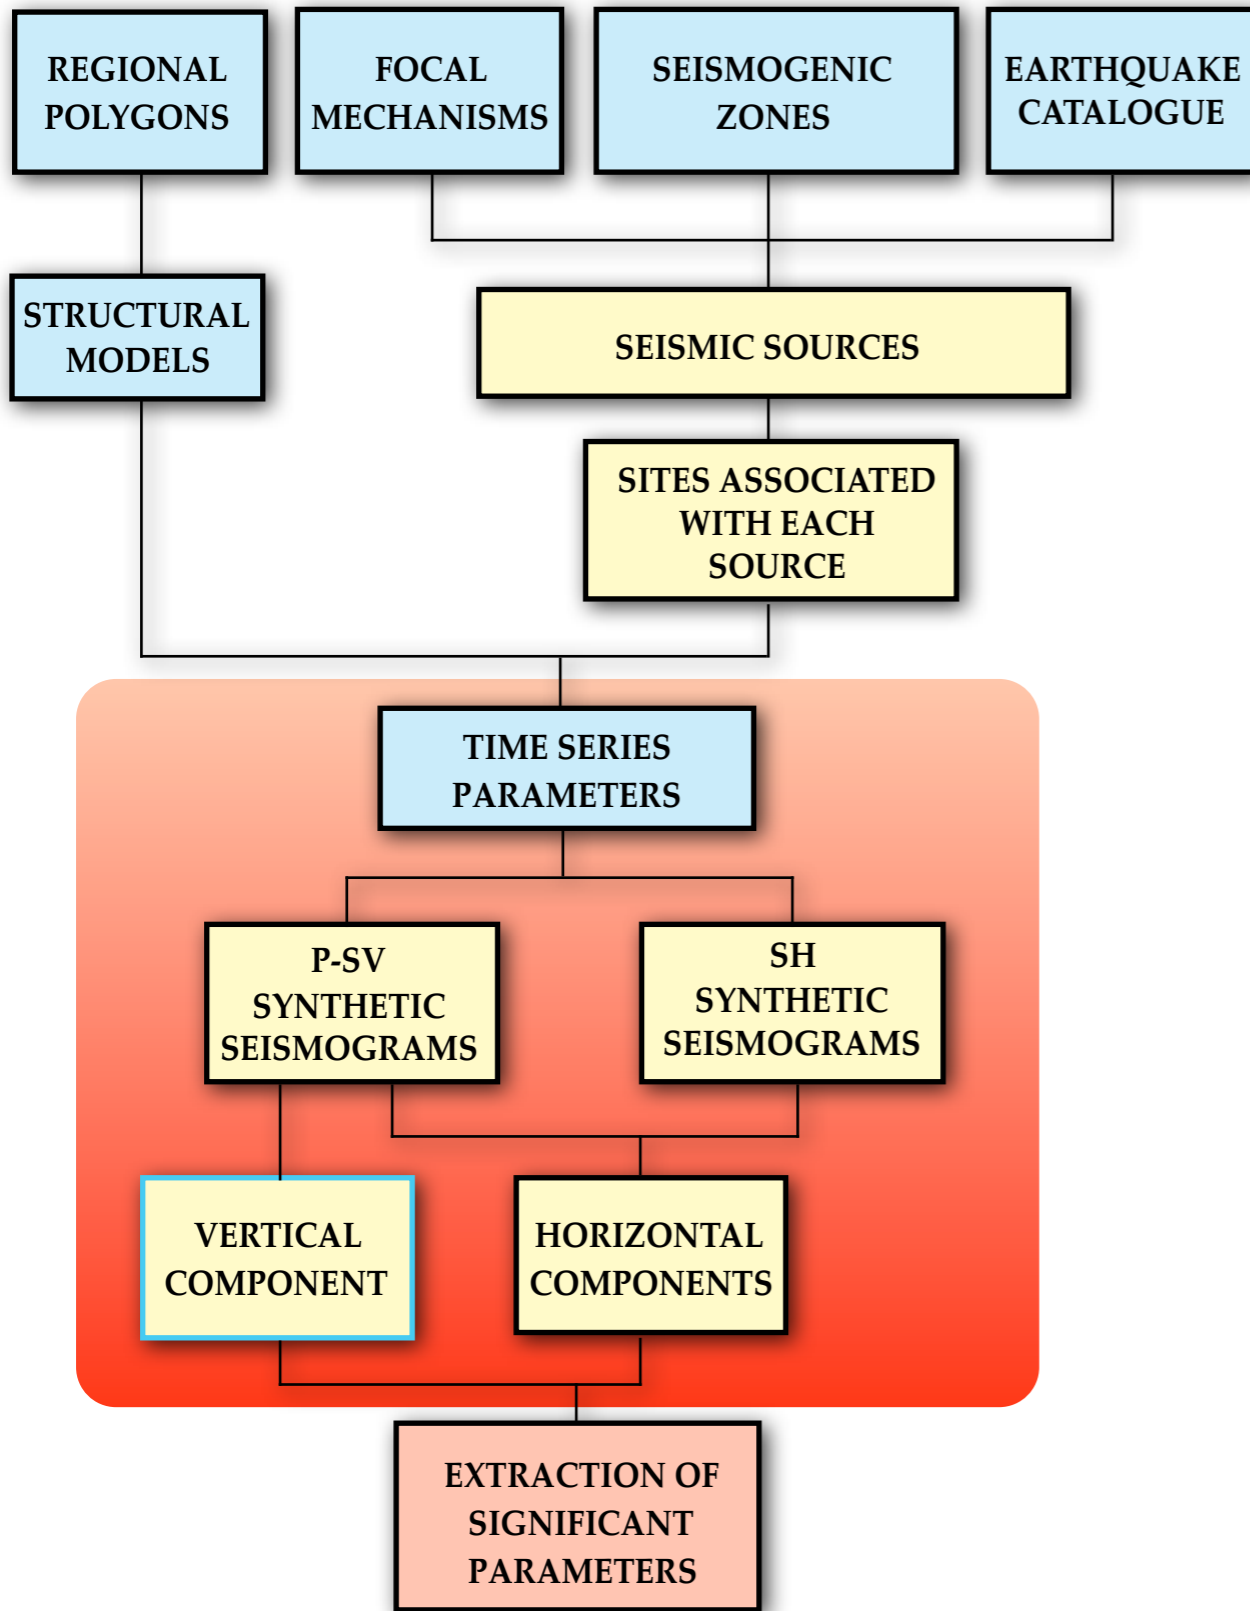 REGIONAL
POLYGONS
FOCAL
MECHANISMS
SEISMOGENIC
ZONES
EARTHQUAKE
CATALOGUE
STRUCTURAL
MODELS
SEISMIC SOURCES
SITES ASSOCIATED
WITH EACH
SOURCE
TIME SERIES
PARAMETERS
P-SV
SYNTHETIC
SEISMOGRAMS
SH
SYNTHETIC
SEISMOGRAMS
VERTICAL
COMPONENT
HORIZONTAL
COMPONENTS
EXTRACTION OF
SIGNIFICANT
PARAMETERS